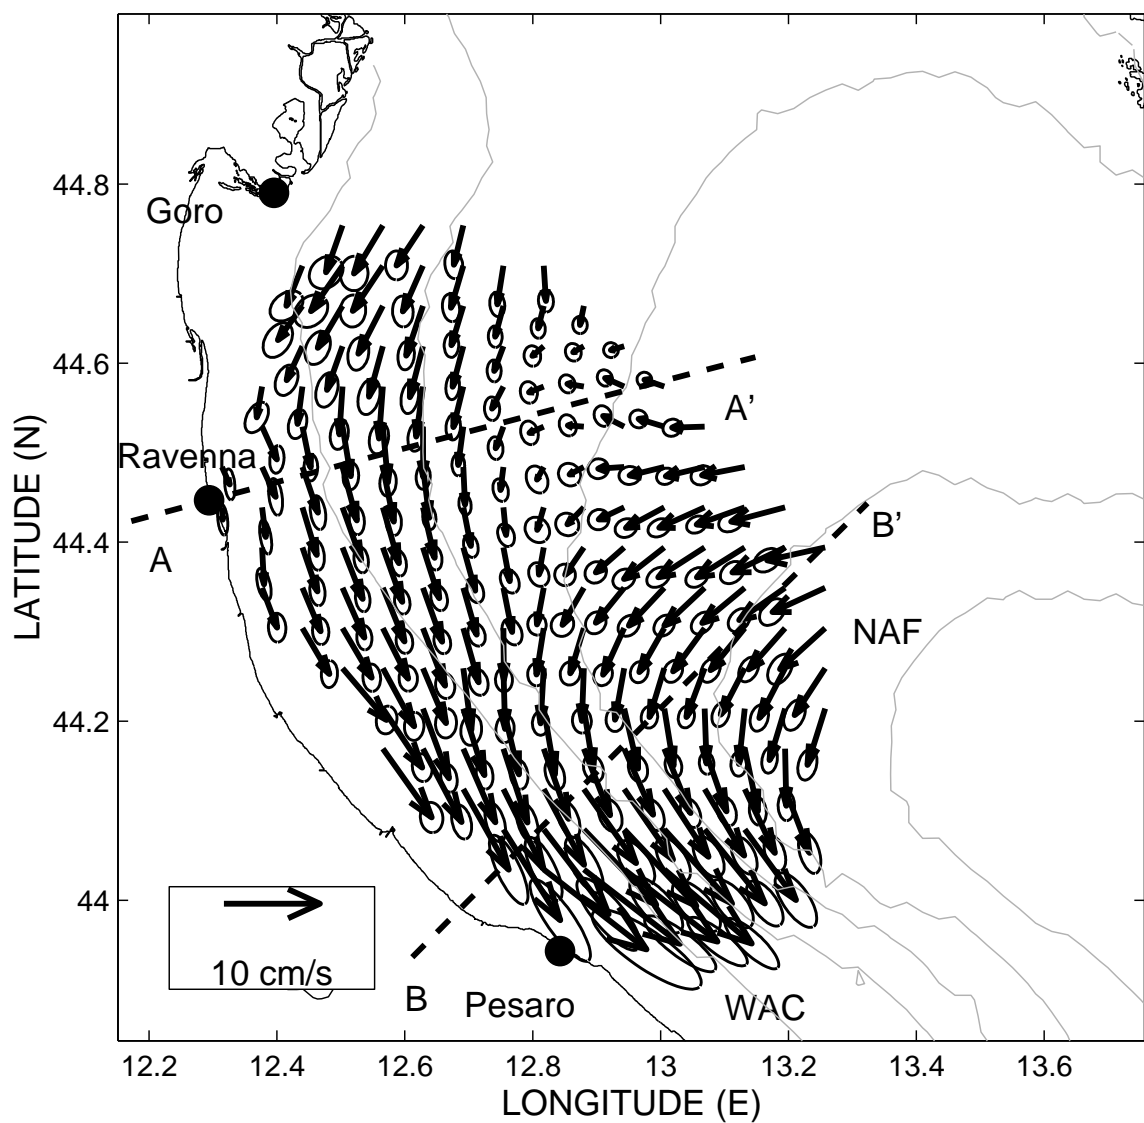 44.8
Goro
44.6
A’
Ravenna
B’
44.4
A
LATITUDE (N)
NAF
44.2
44
10 cm/s
B
Pesaro
WAC
12.2
12.4
12.6
12.8
13
13.2
13.4
13.6
LONGITUDE (E)